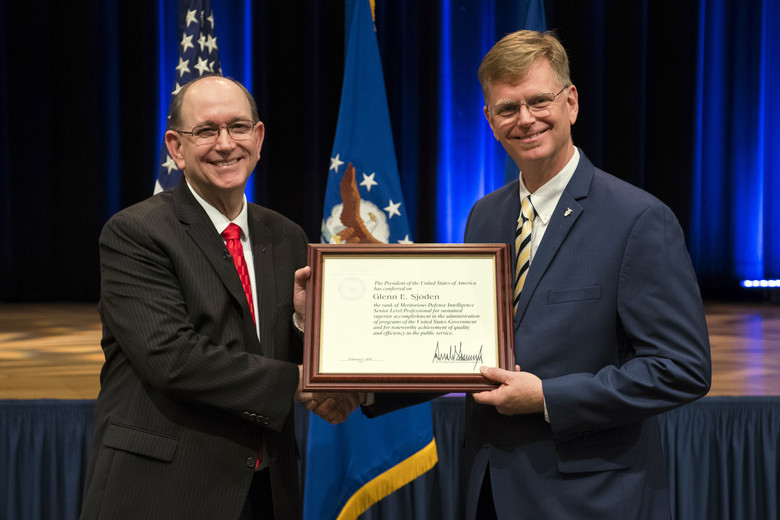 The President of the United States of America
has conferred on
Glenn E. Sjoden
the rank of Meritorious Defense Intelligence
Senior Level Professional for sustained
superior accomplishment in the administration
of programs of the United States Government
and for noteworthy achievement of quality
and efficiency in the public service.